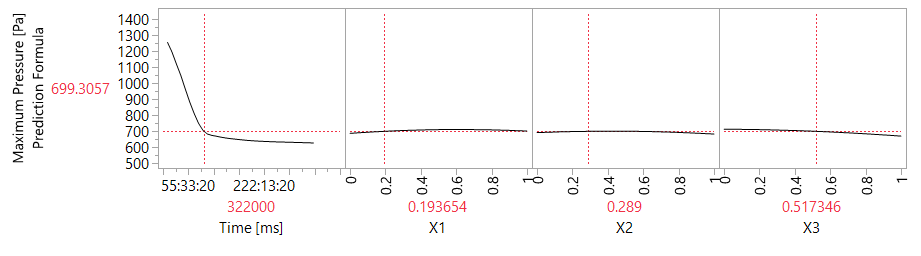 Maximum Pressure [Pa]
Prediction Formula
699.3057
1400
1300
1200
1100
1000
900
800
700
600
500
55:33:20 222:13:20
0 0.2 0.4 0.6 0.8 1
0 0.2 0.4 0.6 0.8 1
0 0.2 0.4 0.6 0.8 1
322000 0.193654 0.289 0.517346
Time [ms] X1 X2 X3